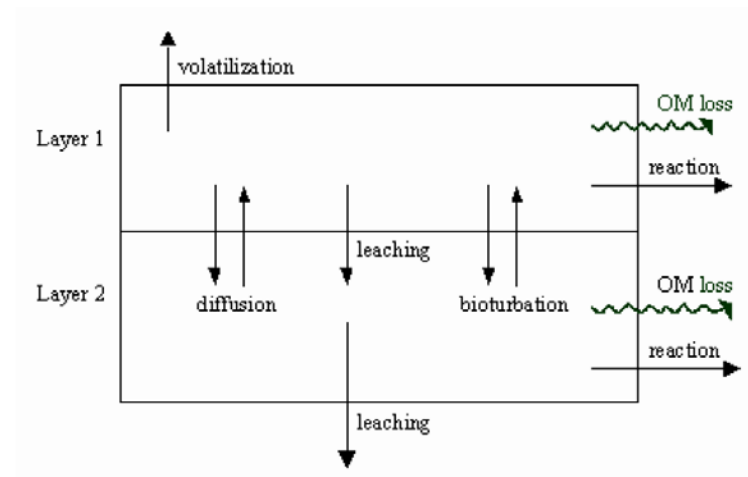 volatilization
OM loss
Layer 1
reaction
leaching
Layer 2
diffusion
bioturbation
OM loss
reaction
leaching